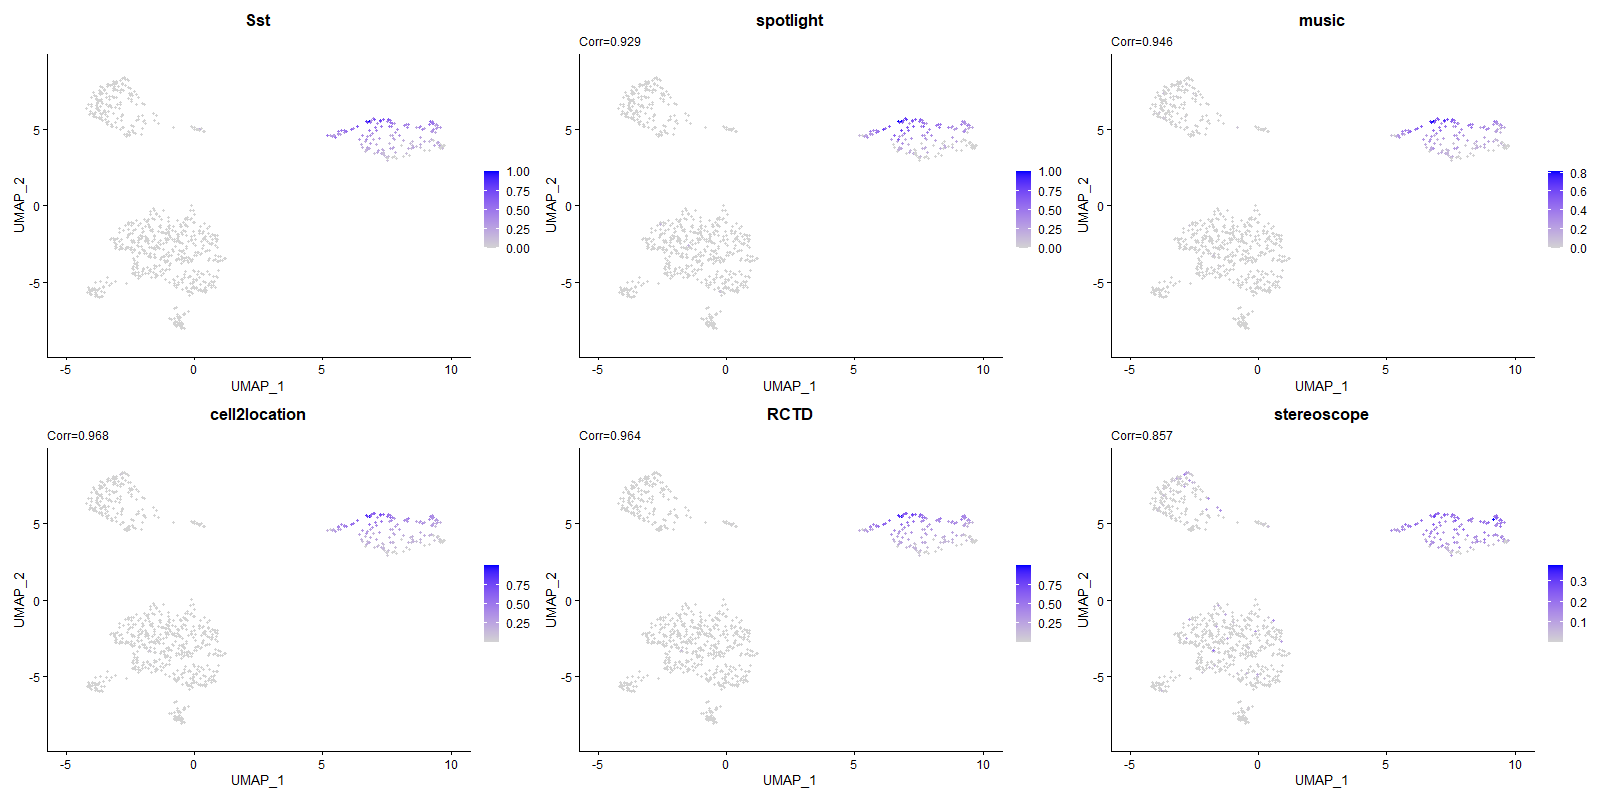 Sst
UMAP_2
5
0
-5
-5
0
5
10
UMAP_1
1.00
0.75
0.50
0.25
0.00
spotlight
Corr=0.929
UMAP_2
5
0
-5
-5
0
5
10
UMAP_1
1.00
0.75
0.50
0.25
0.00
music
Corr=0.946
UMAP_2
5
0
-5
-5
0
5
10
UMAP_1
0.8
0.6
0.4
0.2
0.0
cell2location
Corr=0.968
UMAP_2
5
0
-5
-5
0
5
10
UMAP_1
0.75
0.50
0.25
RCTD
Corr=0.964
UMAP_2
5
0
-5
-5
0
5
10
UMAP_1
0.75
0.50
0.25
stereoscope
Corr=0.857
UMAP_2
5
0
-5
-5
0
5
10
UMAP_1
0.3
0.2
0.1